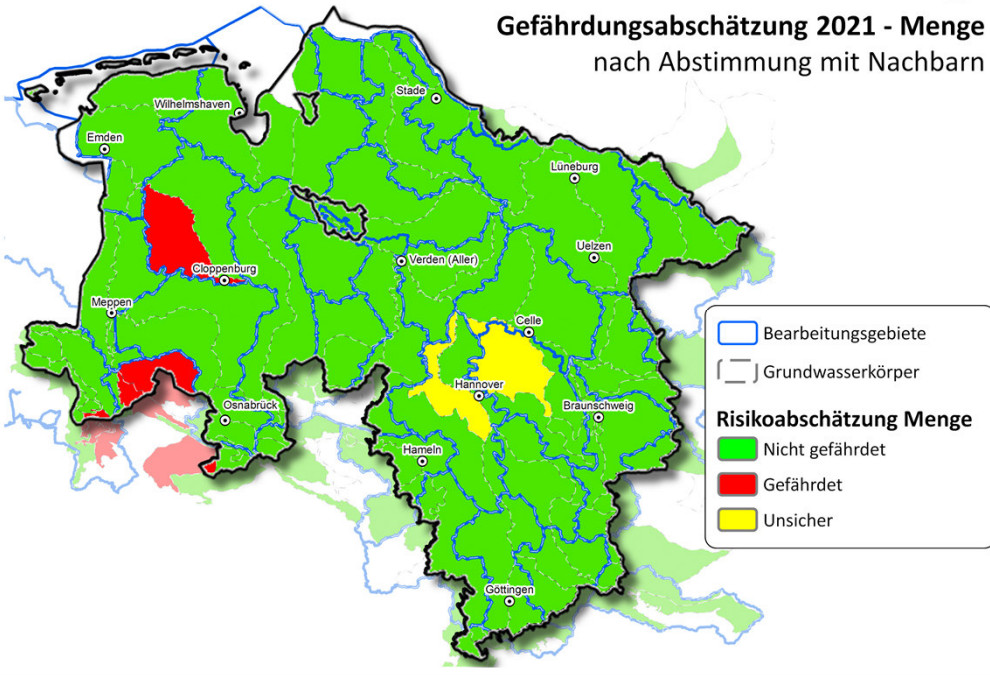 Gefährdungsabschätzung 2021 - Menge
nach Abstimmung mit Nachbarn
Wilhelmshaven
Stade
Emden
Lüneburg
Uelzen
Verden (Aller)
Cloppenburg
Meppen
Celle
Hannover
Osnabrück
Braunschweig
Hameln
Göttingen
Bearbeitungsgebiete
Grundwasserkörper
Risikoabschätzung Menge
Nicht gefährdet
Gefährdet
Unsicher